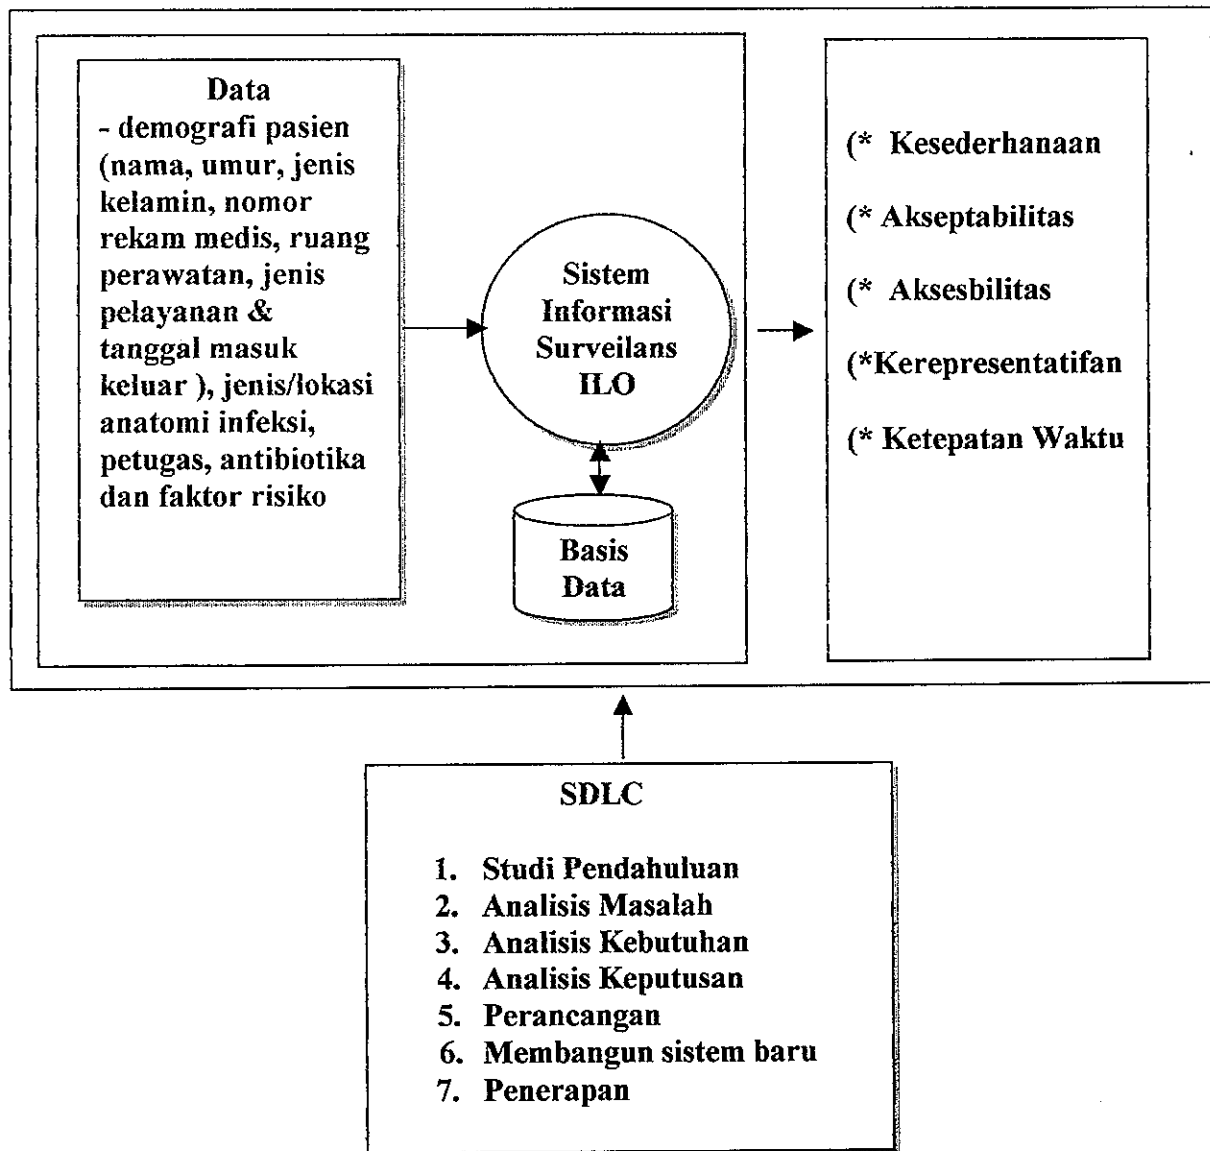 Data
- demografi pasien
(nama, umur, jenis
kelamin, nomor
rekam medis, ruang
perawatan, jenis
pelayanan &
tanggal masuk
keluar ), jenis/lokasi
anatomi infeksi,
petugas, antibiotika
dan faktor risiko
Sistem
Informasi
Surveilans
ILO
Basis
Data
(* Kesederhanaan
(* Akseptabilitas
(* Aksesbilitas
(*Kerepresentatifan
(* Ketepatan Waktu
SDLC
1. Studi Pendahuluan
2. Analisis Masalah
3. Analisis Kebutuhan
4. Analisis Keputusan
5. Perancangan
6. Membangun sistem baru
7. Penerapan